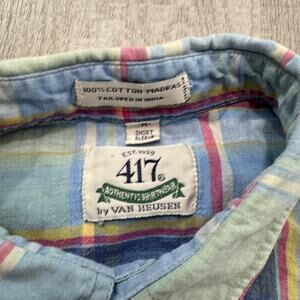 100% COTTON MADRAS
TAILORED IN INDIA
M
SHORT
SLEEVE
EST. 1959
417®
AUTHENTIC SHIRTWEAR
by VAN HEUSEN